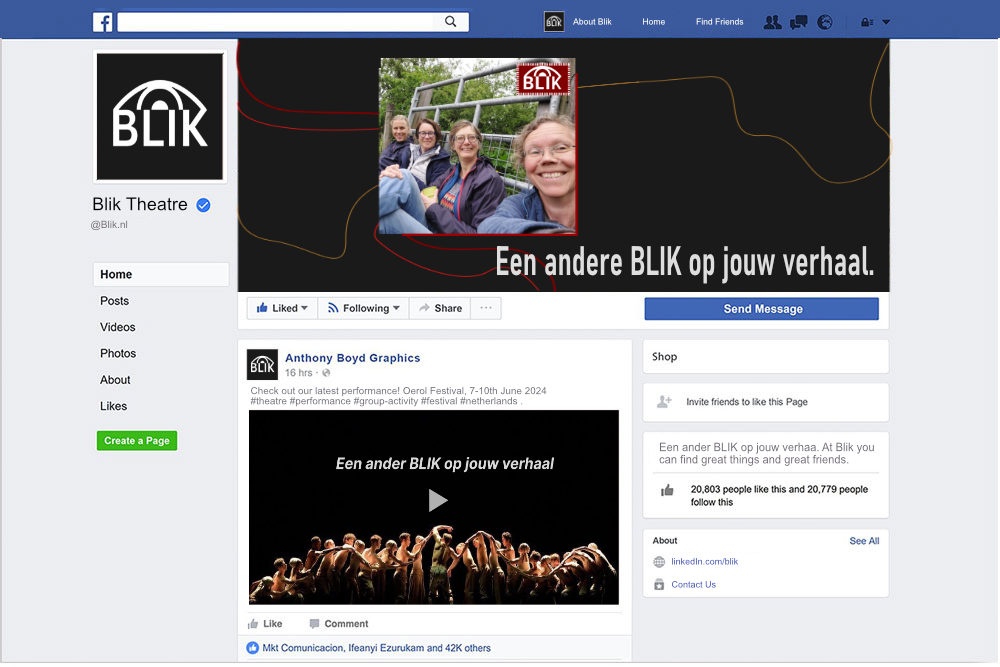 f
BLIK
About Blik
Home
Find Friends
BLIK
BLIK
Een andere BLIK op jouw verhaal.
Blik Theatre
@Blik.nl
Home
Posts
Videos
Photos
About
Likes
Create a Page
Liked
Following
Share
...
Send Message
BLIK
Anthony Boyd Graphics
16 hrs ·
Check out our latest performance! Oerol Festival, 7-10th June 2024
#theatre #performance #group-activity #festival #netherlands .
Een ander BLIK op jouw verhaal
Like
Comment
Mkt Comunicacion, Ifeanyi Ezurukam and 42K others
Shop
Invite friends to like this Page
Een ander BLIK op jouw verhaa. At Blik you
can find great things and great friends.
20,803 people like this and 20,779 people
follow this
About
See All
linkedIn.com/blik
Contact Us